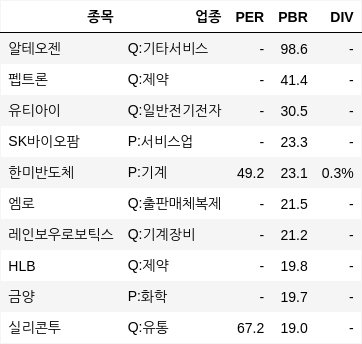 종목 업종 PER PBR DIV
알테오젠 Q:기타서비스 - 98.6 -
펩트론 Q:제약 - 41.4 -
유티아이 Q:일반전기전자 - 30.5 -
SK바이오팜 P:서비스업 - 23.3 -
한미반도체 P:기계 49.2 23.1 0.3%
엠로 Q:출판매체복제 - 21.5 -
레인보우로보틱스 Q:기계장비 - 21.2 -
HLB Q:제약 - 19.8 -
금양 P:화학 - 19.7 -
실리콘투 Q:유통 67.2 19.0 -